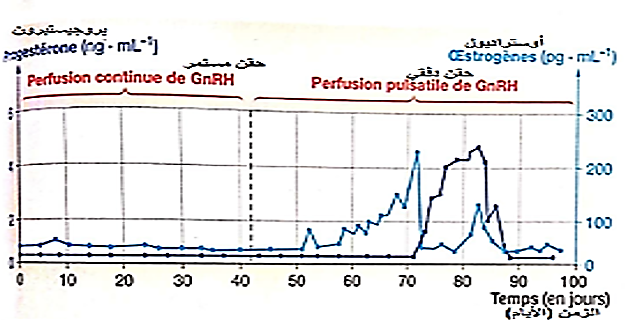 بروجيستيرون
ogestérone (ng - mL⁻¹)
أوستراديول
Œstrogènes (pg - mL⁻¹)
حقن مستمر
Perfusion continue de GnRH
حقن دفقي
Perfusion pulsatile de GnRH
6
300
4
200
2
100
0
0
0 10 20 30 40 50 60 70 80 90 100
Temps (en jours)
الزمن (الأيام)